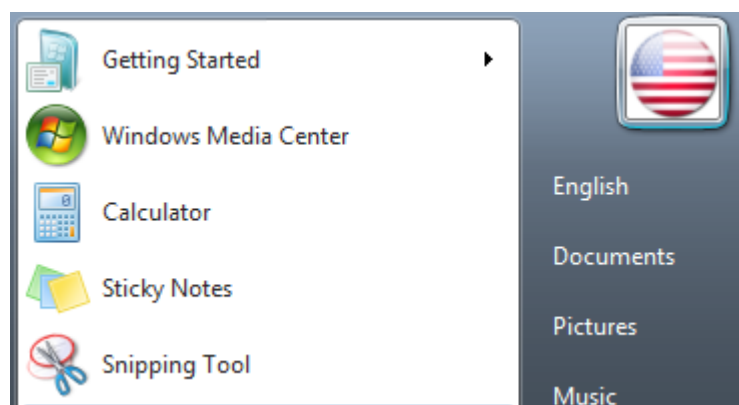 Getting Started
Windows Media Center
Calculator
Sticky Notes
Snipping Tool
English
Documents
Pictures
Music